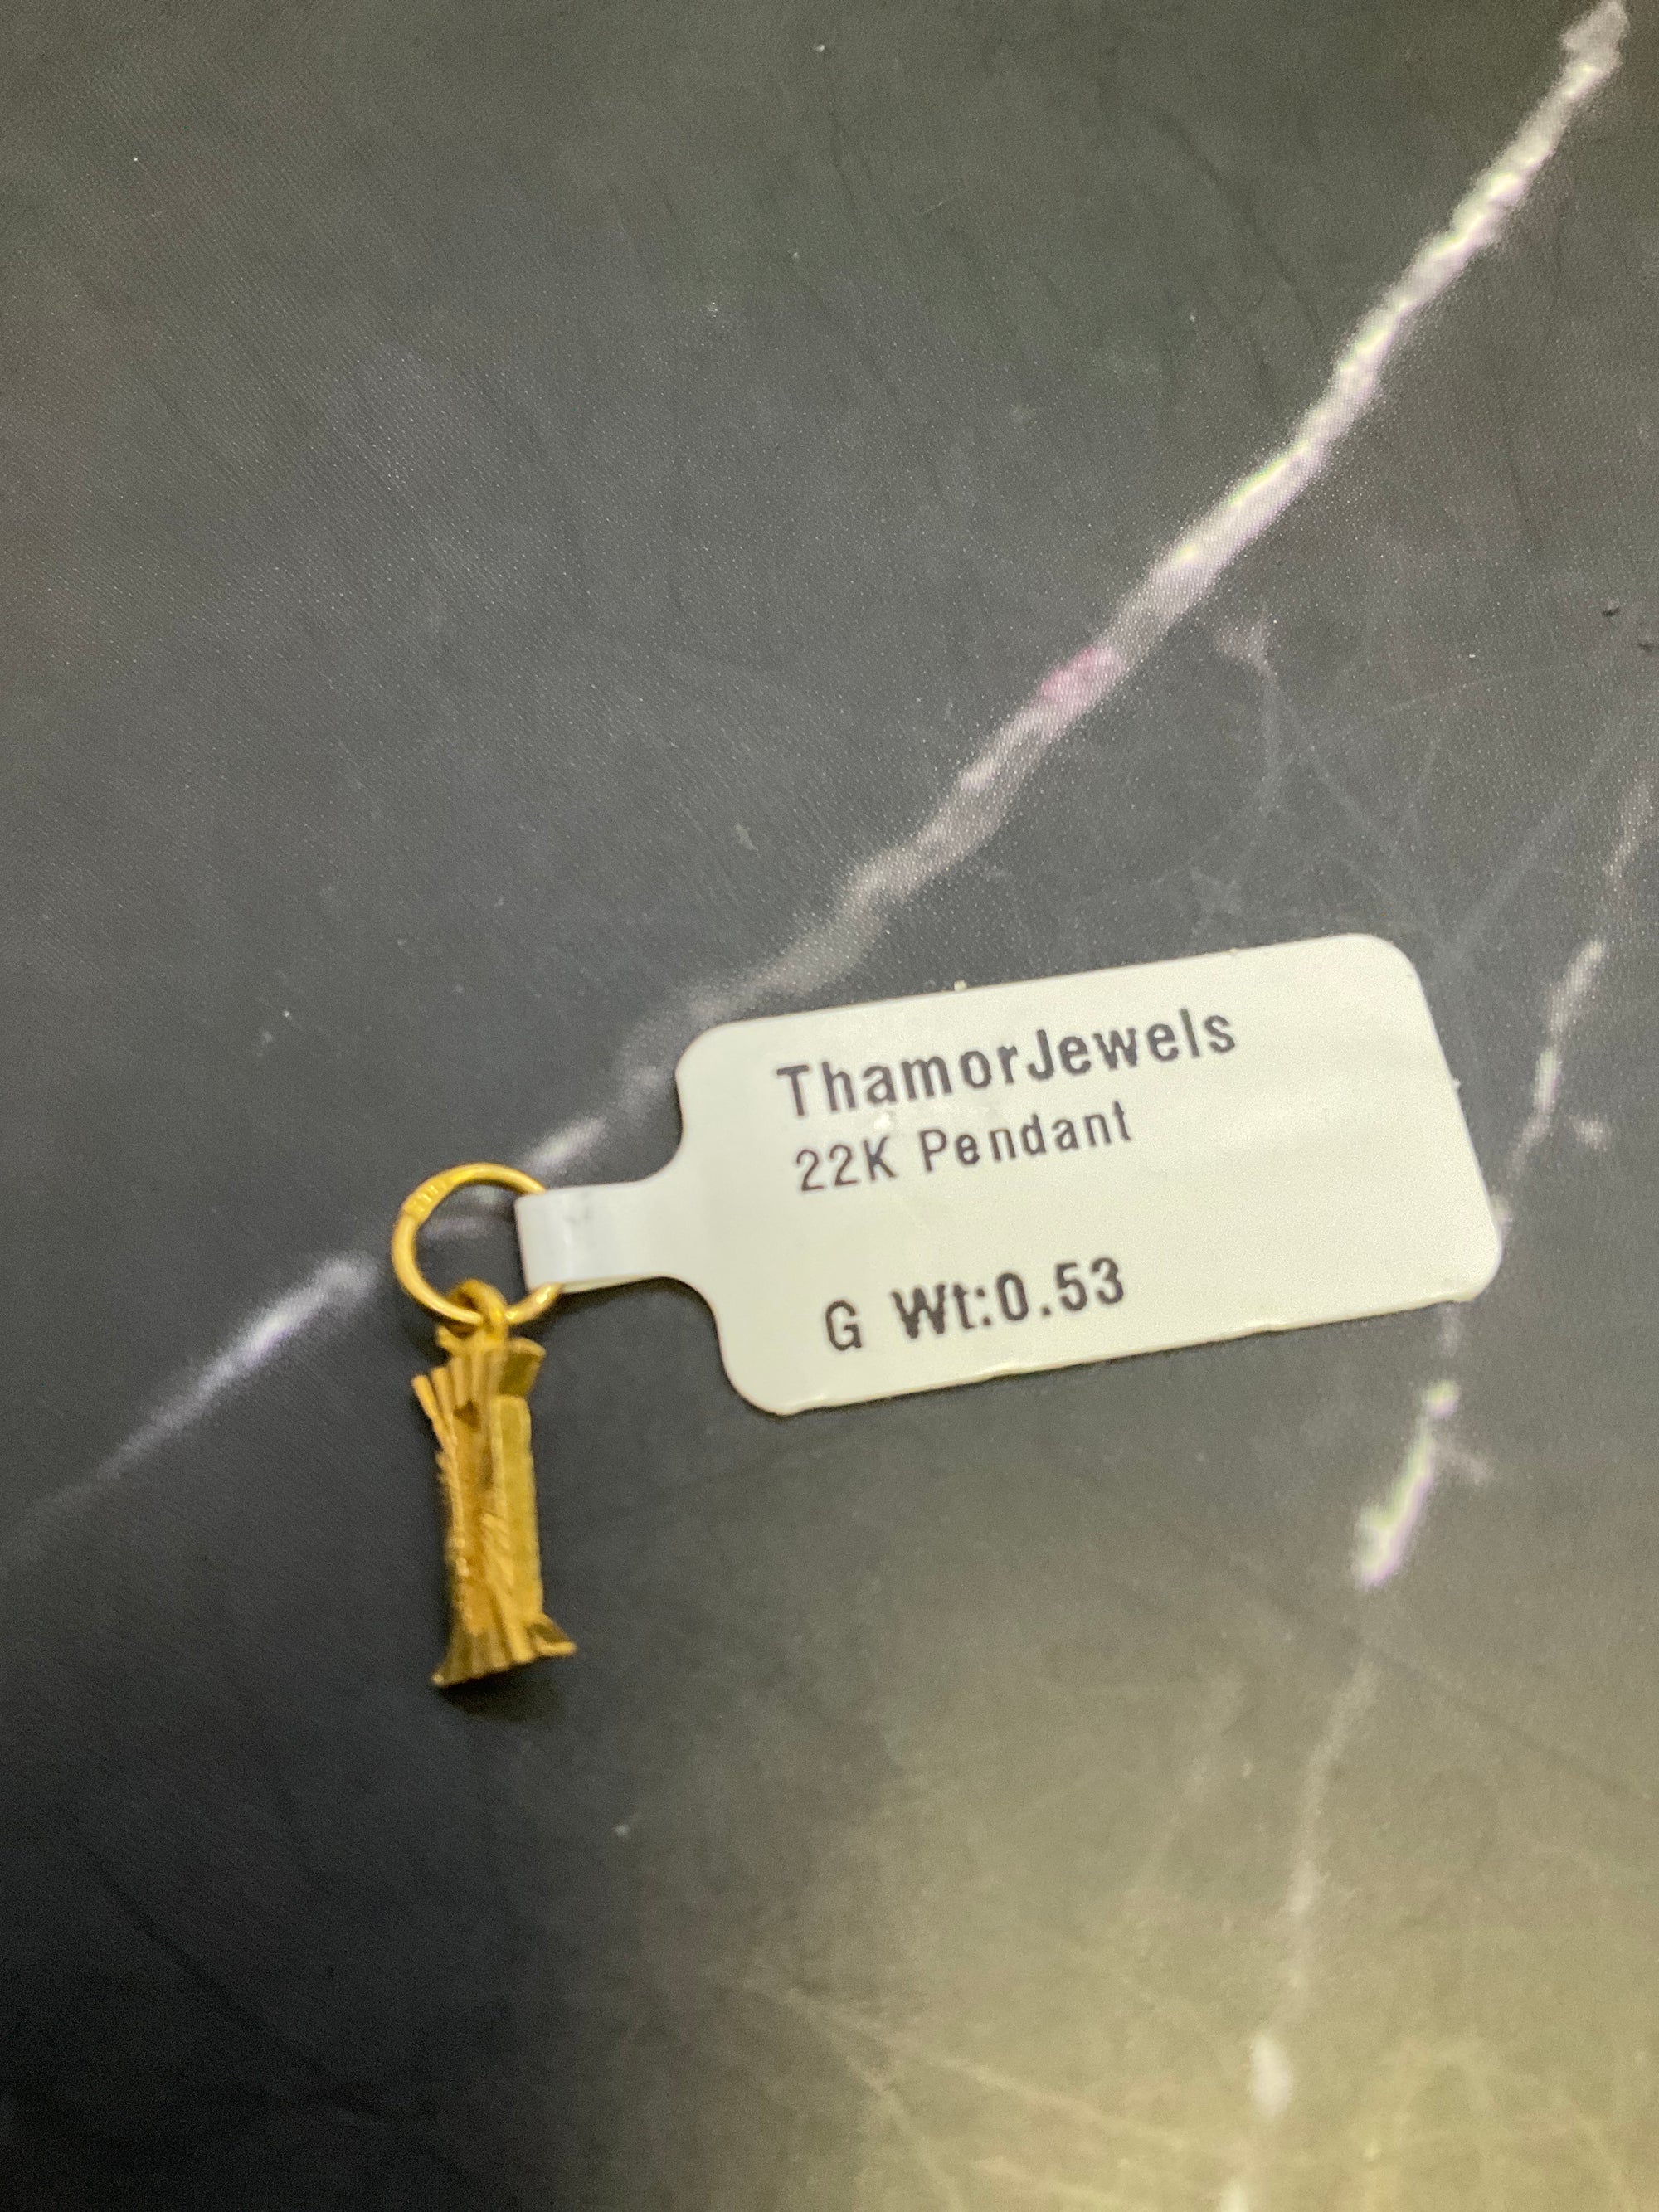 ThamorJewels
22K Pendant
G Wt:0.53